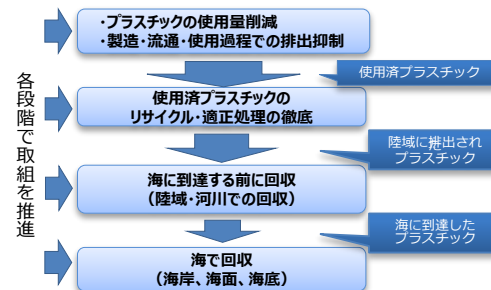 ・プラスチックの使用量削減
・製造・流通・使用過程での排出抑制
使用済プラスチック
使用済プラスチックの
リサイクル・適正処理の徹底
陸域に排出され
た
プラスチック
海に到達する前に回収
（陸域・河川での回収）
海に到達した
プラスチック
海で回収
（海岸、海面、海底）
各段階で取組を推進